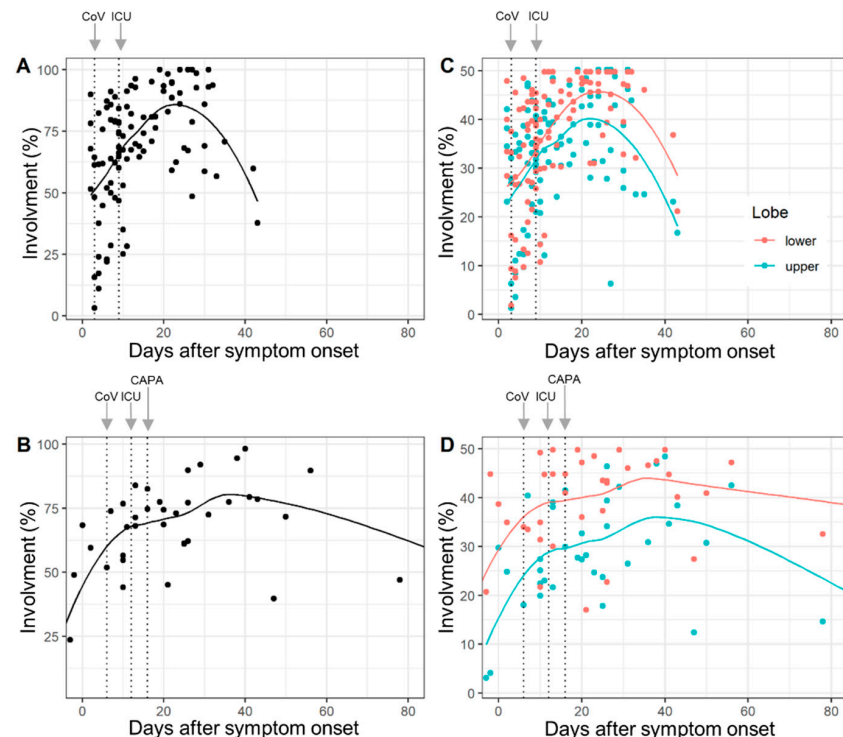 CoV ICU
A
100
75
50
25
0
Involvment (%)
0 20 40 60 80
Days after symptom onset
CoV ICU
C
50
40
30
20
10
0
Involvment (%)
Lobe
lower
upper
0 20 40 60 80
Days after symptom onset
CAPA
CoV ICU
B
100
75
50
25
Involvment (%)
0 20 40 60 80
Days after symptom onset
CAPA
CoV ICU
D
50
40
30
20
10
0
Involvment (%)
0 20 40 60 80
Days after symptom onset